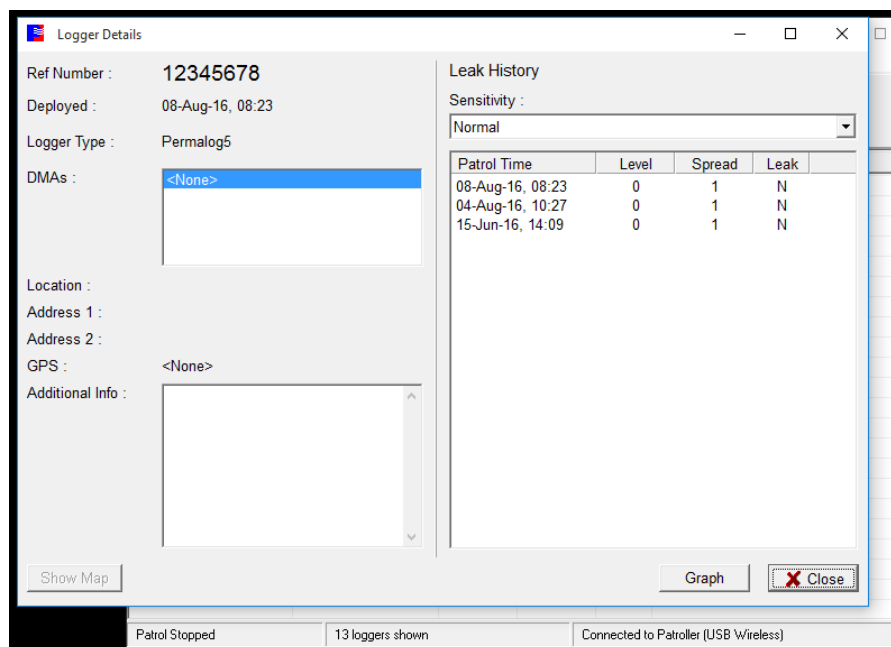 Logger Details
Ref Number : 12345678
Deployed : 08-Aug-16, 08:23
Logger Type : Permalog5
DMAs : <None>
Location :
Address 1 :
Address 2 :
GPS : <None>
Additional Info :
Show Map
Leak History
Sensitivity :
Normal
Patrol Time Level Spread Leak
08-Aug-16, 08:23 0 1 N
04-Aug-16, 10:27 0 1 N
15-Jun-16, 14:09 0 1 N
Graph Close
Patrol Stopped 13 loggers shown Connected to Patroller (USB Wireless)